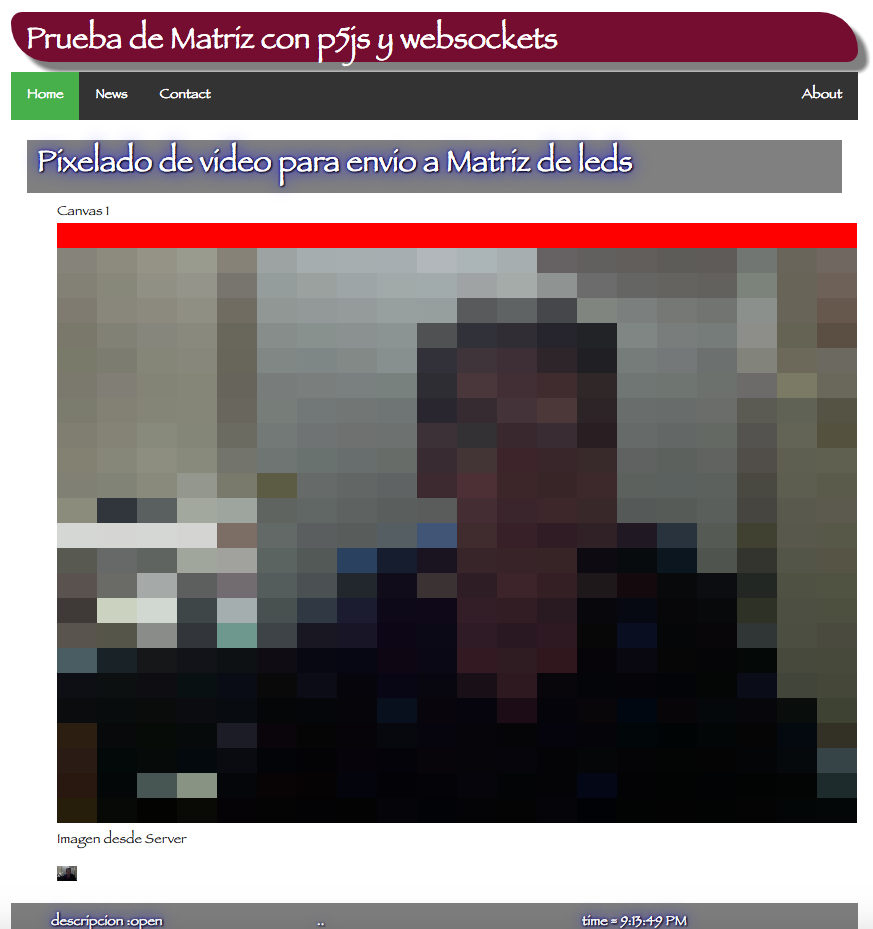 Prueba de Matriz con p5js y websockets
Home News Contact About
Pixelado de video para envio a Matriz de leds
Canvas 1
Imagen desde Server
descripcion :open .. time = 9:13:49 PM